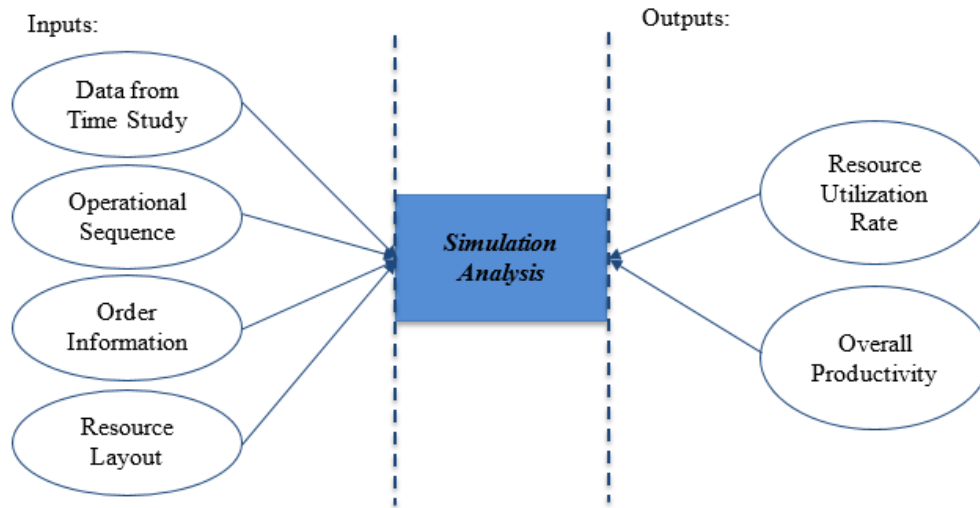 Inputs:
Data from
Time Study
Operational
Sequence
Order
Information
Resource
Layout
Simulation
Analysis
Outputs:
Resource
Utilization
Rate
Overall
Productivity